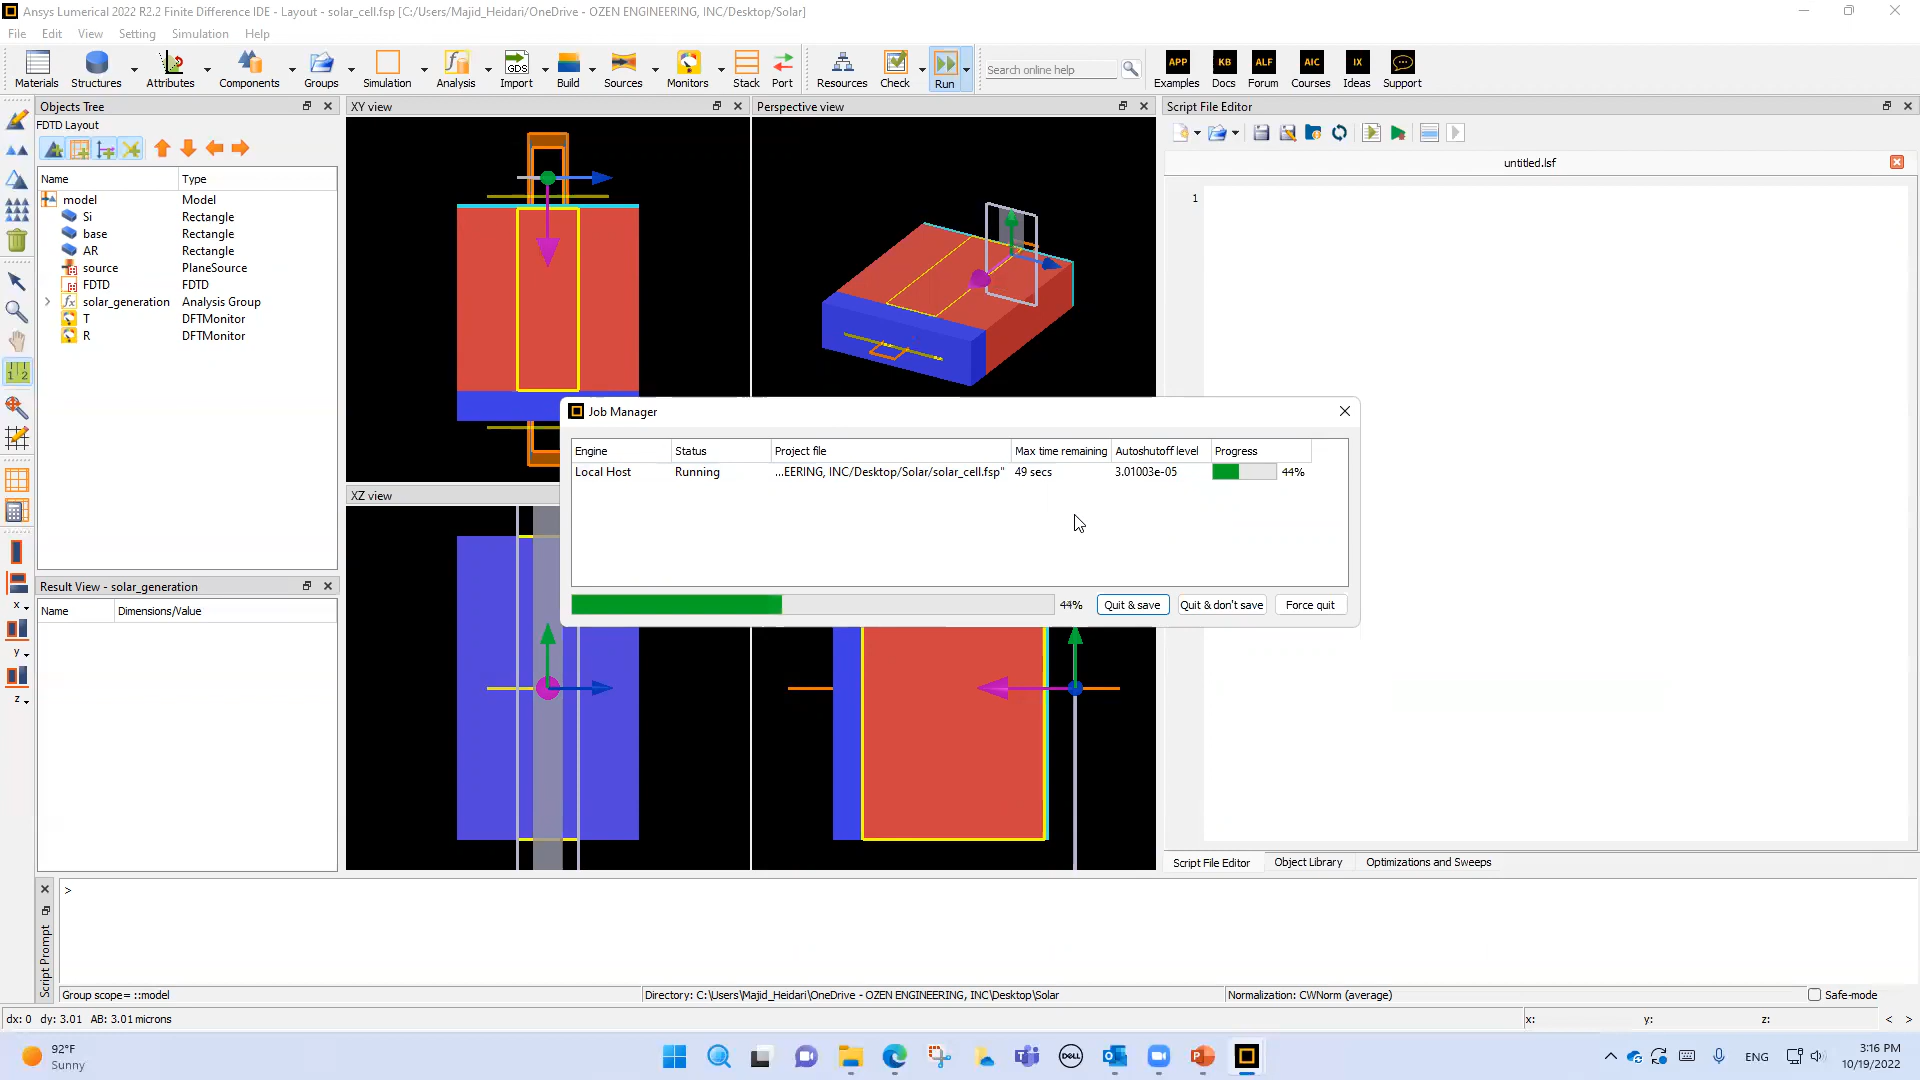 Ansys Lumerical 2022 R2.2 Finite Difference IDE - Layout - solar_cell.fsp [C:/Users/Majid_Heidari/OneDrive - OZEN ENGINEERING, INC/Desktop/Solar]
File Edit View Setting Simulation Help
Materials Structures Attributes Components Groups Simulation Analysis GDS Import Build Sources Monitors Stack Port Resources Check Run Search online help APP Examples KB Docs ALF Forum AIC Courses IX Ideas Support
Objects Tree
FDTD Layout
Name Type
model Model
Si Rectangle
base Rectangle
AR Rectangle
source PlaneSource
FDTD FDTD
solar_generation Analysis Group
T DFTMonitor
R DFTMonitor
Result View - solar_generation
Name Dimensions/Value
x
y
z
XY view
Perspective view
XZ view
Job Manager
Engine Status Project file Max time remaining Autoshutoff level Progress
Local Host Running ...EERING, INC/Desktop/Solar/solar_cell.fsp" 49 secs 3.01003e-05 44%
44% Quit & save Quit & don't save Force quit
Script File Editor
untitled.lsf
1
Script File Editor Object Library Optimizations and Sweeps
Script Prompt
>
Group scope= ::model Directory: C:\Users\Majid_Heidari\OneDrive - OZEN ENGINEERING, INC\Desktop\Solar Normalization: CWNorm (average) Safe-mode
dx: 0 dy: 3.01 AB: 3.01 microns x: y: z: < >
92°F
Sunny
DELL
ENG
3:16 PM
10/19/2022